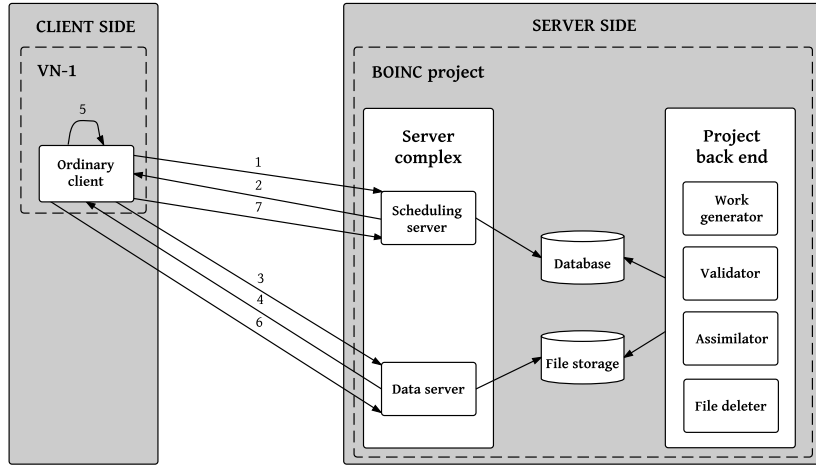 CLIENT SIDE
VN-1
5
Ordinary
client
1
2
7
3
4
6
SERVER SIDE
BOINC project
Server
complex
Scheduling
server
Data server
Database
File storage
Project
back end
Work
generator
Validator
Assimilator
File deleter